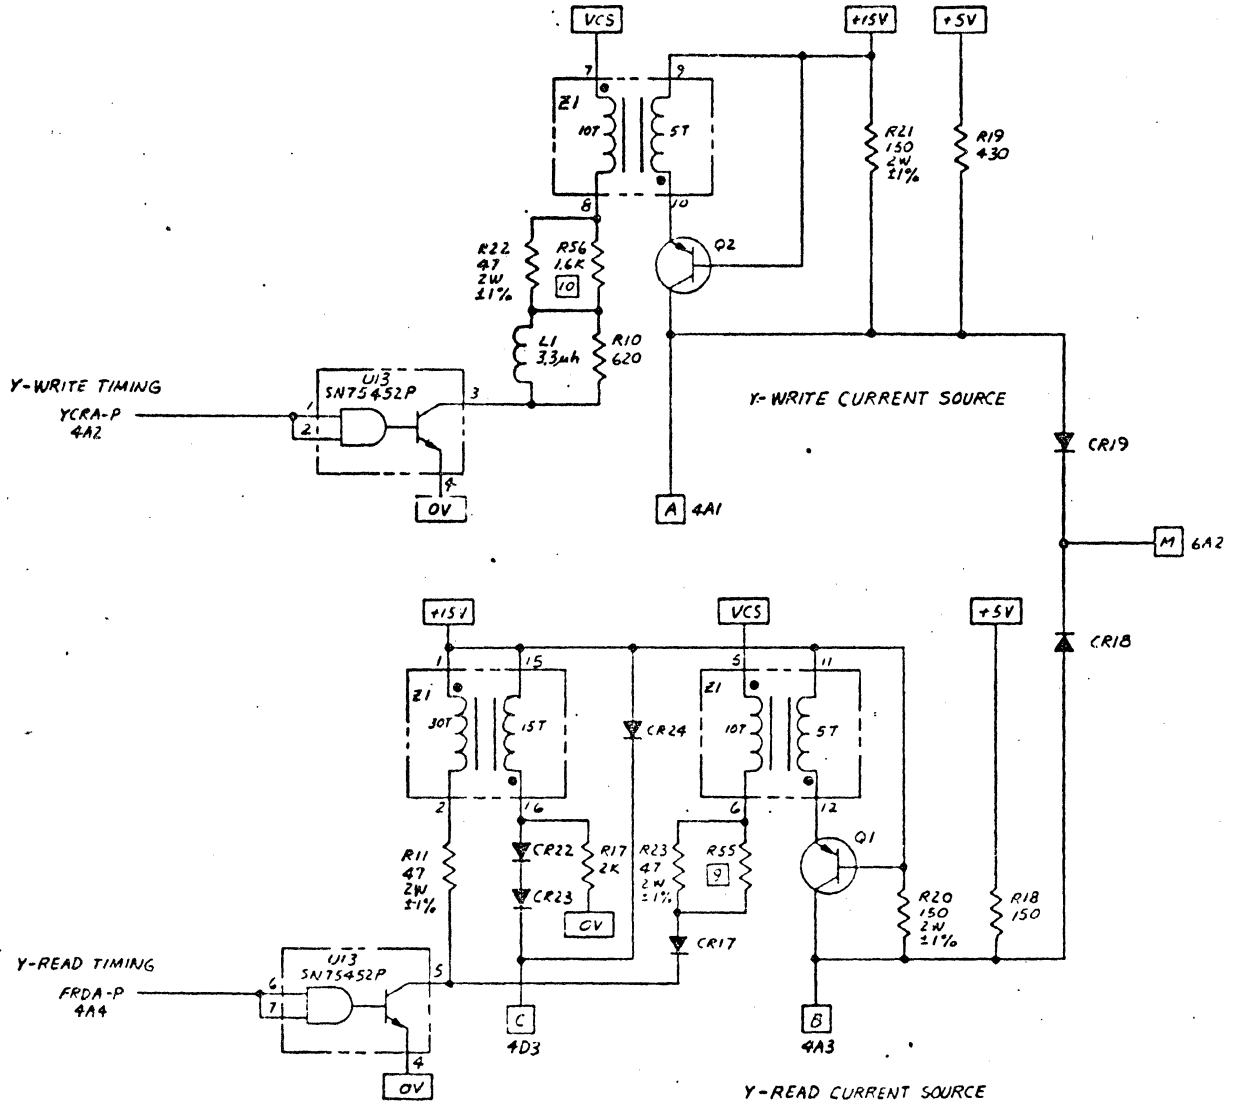 VCS
+15V
+5V
7
9
Z1
10T
5T
R21
150
2W
±1%
R19
430
8
10
R22
47
2W
±1%
R56
1.6K
10
Q2
L1
3.3µh
R10
620
Y-WRITE TIMING
YCRA-P
4A2
U13
SN75452P
1
2
3
4
0V
Y-WRITE CURRENT SOURCE
CR19
A
4A1
M
6A2
+15V
VCS
+5V
CR18
1
15
5
11
Z1
30T
15T
CR24
Z1
10T
5T
2
16
6
12
R11
47
2W
±1%
CR22
CR23
R17
2K
0V
R23
47
2W
±1%
R55
9
Q1
CR17
R20
150
2W
±1%
R18
150
Y-READ TIMING
FRDA-P
4A4
U13
SN75452P
6
7
5
4
0V
C
4D3
B
4A3
Y-READ CURRENT SOURCE